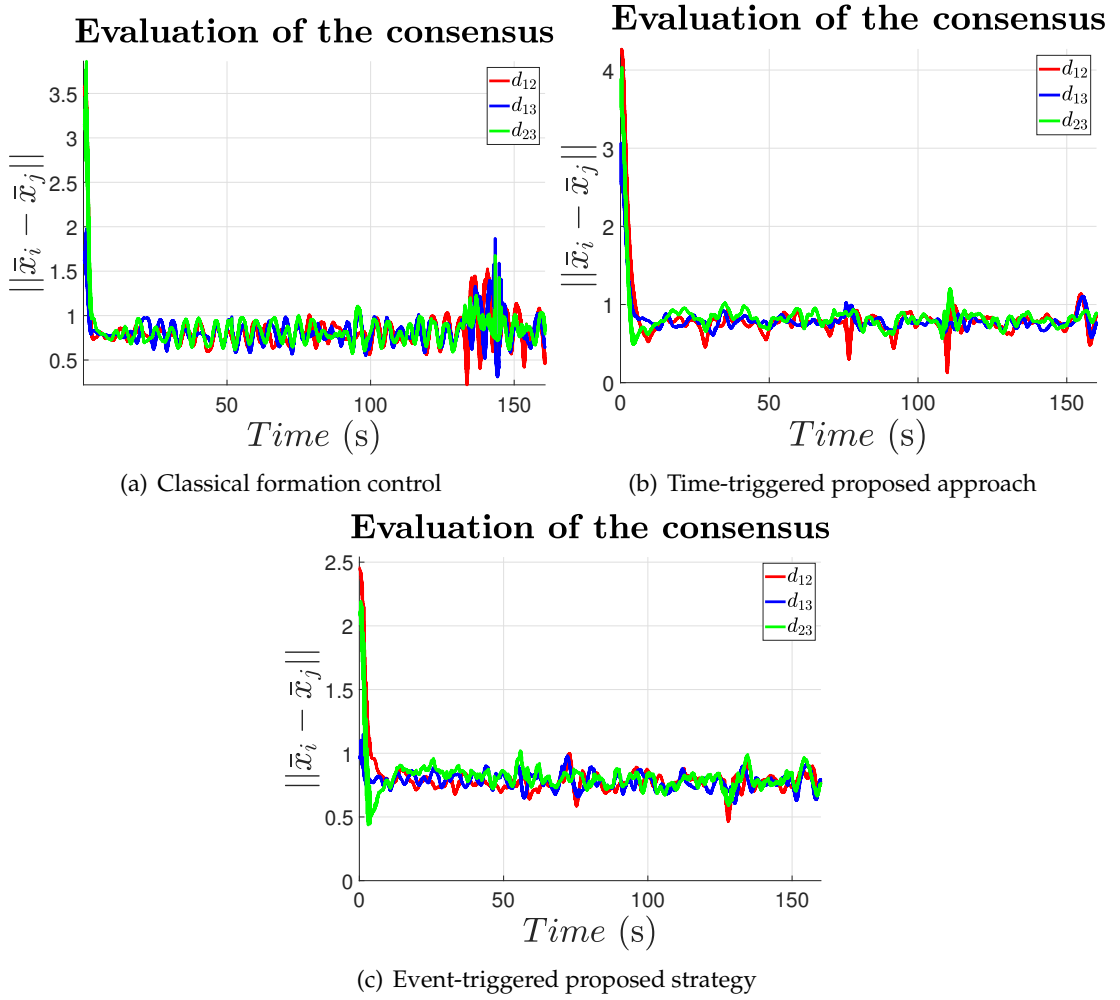 Evaluation of the consensus
d12
d13
d23
3.5
3
2.5
2
1.5
1
0.5
50
100
150
||x̄i − x̄j||
Time (s)
(a) Classical formation control
Evaluation of the consensus
d12
d13
d23
4
3
2
1
0
0
50
100
150
||x̄i − x̄j||
Time (s)
(b) Time-triggered proposed approach
Evaluation of the consensus
d12
d13
d23
2.5
2
1.5
1
0.5
0
0
50
100
150
||x̄i − x̄j||
Time (s)
(c) Event-triggered proposed strategy